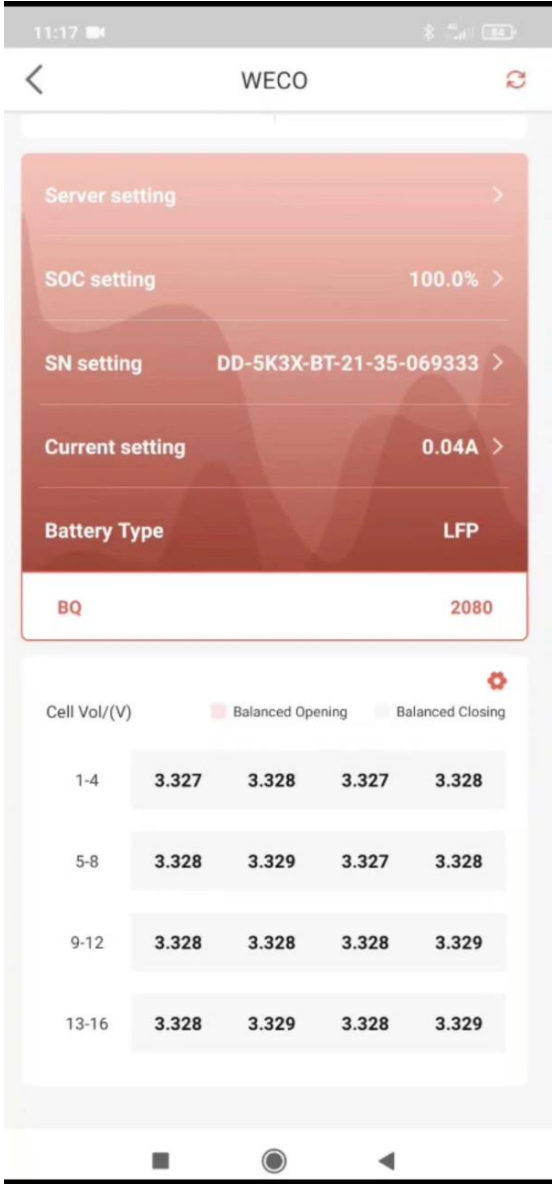 11:17 84
WECO
Server setting
SOC setting 100.0%
SN setting DD-5K3X-BT-21-35-069333
Current setting 0.04A
Battery Type LFP
BQ 2080
Cell Vol/(V) Balanced Opening Balanced Closing
1-4 3.327 3.328 3.327 3.328
5-8 3.328 3.329 3.327 3.328
9-12 3.328 3.328 3.328 3.329
13-16 3.328 3.329 3.328 3.329